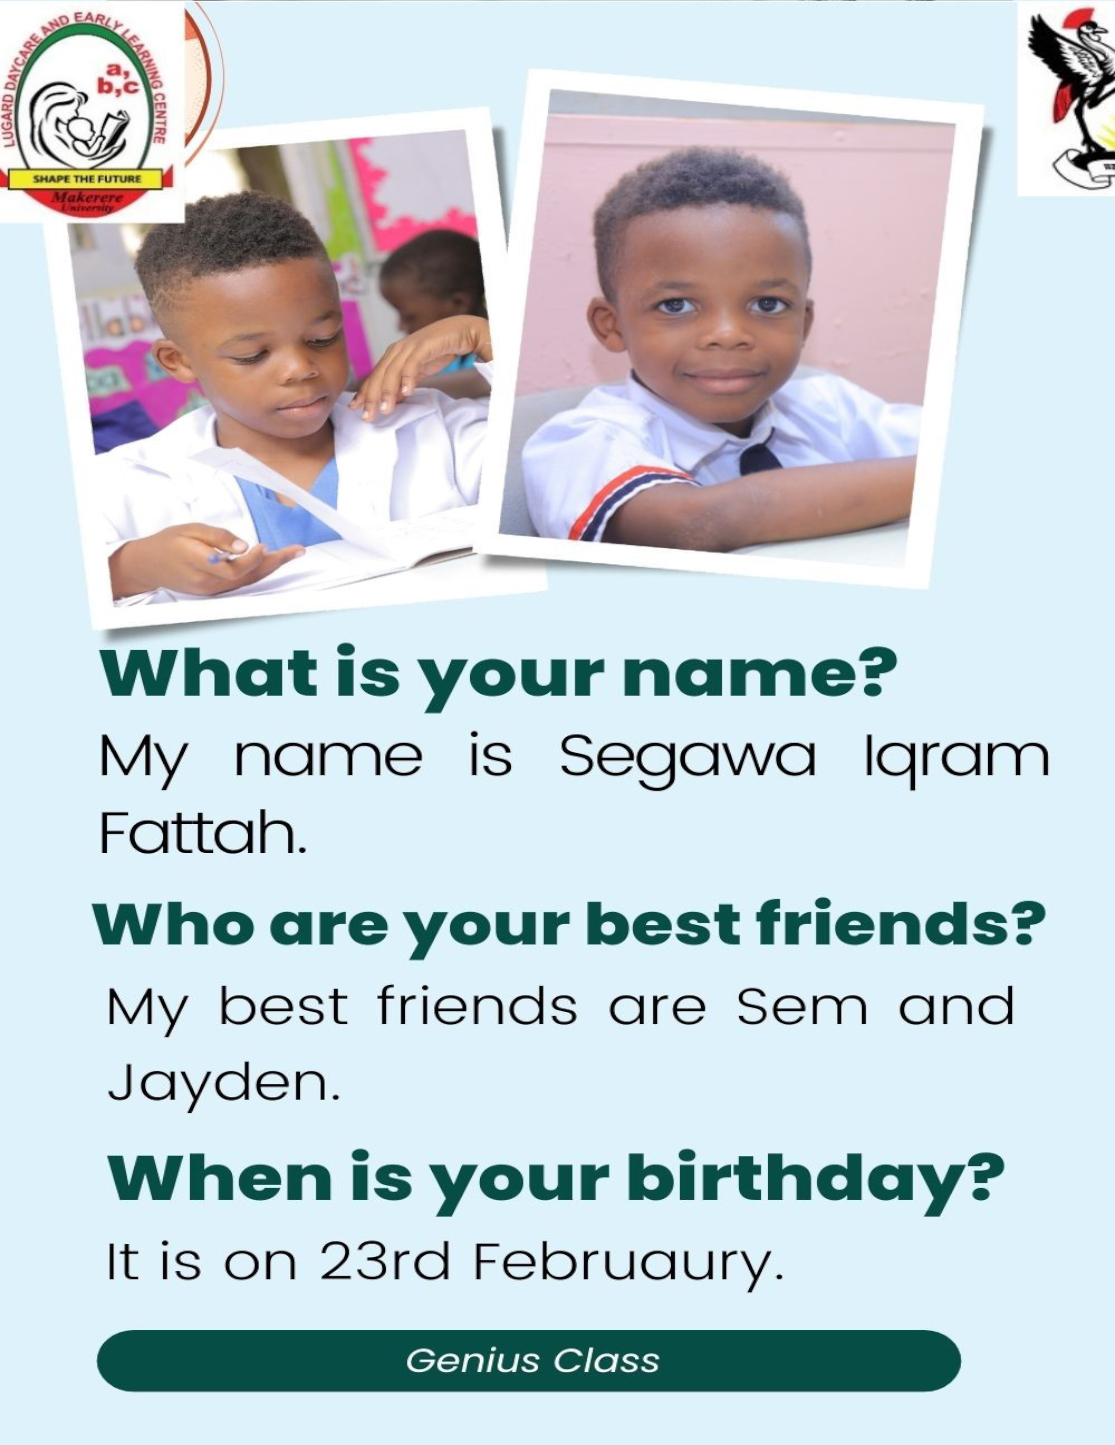 LUGARD DAYCARE AND EARLY LEARNING CENTRE
a,
b,c
SHAPE THE FUTURE
Makerere
University
What is your name?
My name is Segawa Iqram
Fattah.
Who are your best friends?
My best friends are Sem and
Jayden.
When is your birthday?
It is on 23rd Februaury.
Genius Class